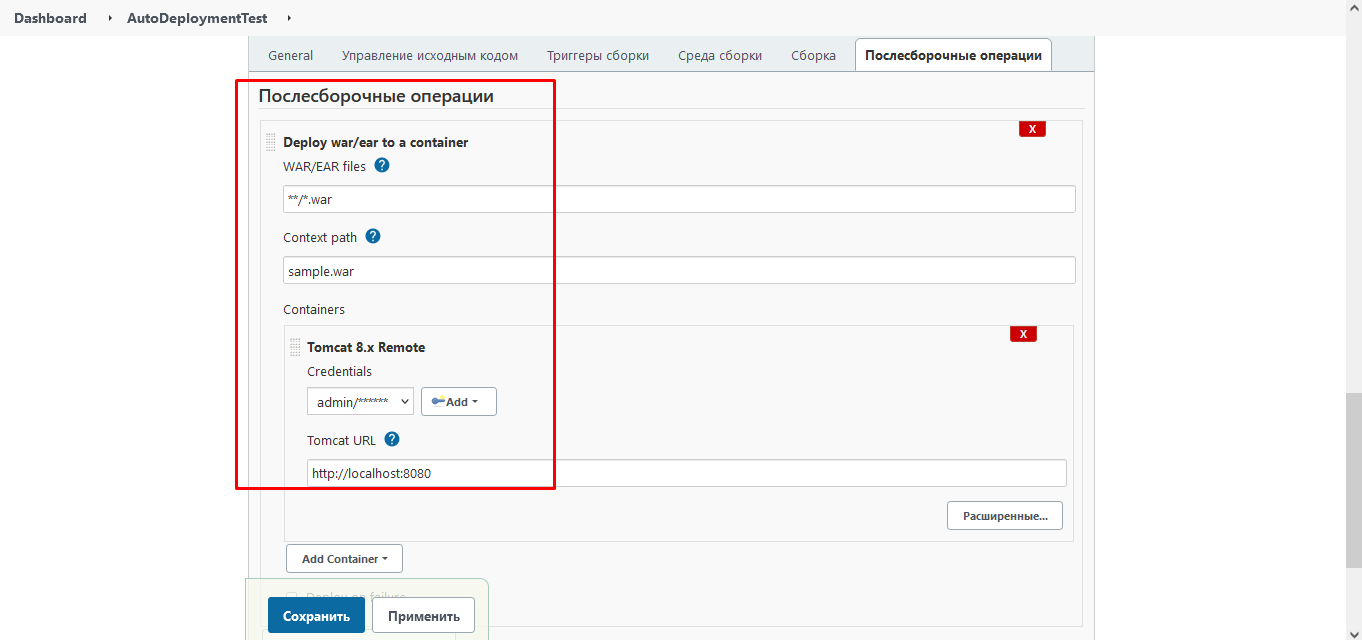 Dashboard AutoDeploymentTest
General Управление исходным кодом Триггеры сборки Среда сборки Сборка Послесборочные операции
Послесборочные операции
X
Deploy war/ear to a container
WAR/EAR files ?
**/*.war
Context path ?
sample.war
Containers
X
Tomcat 8.x Remote
Credentials
admin/****** Add
Tomcat URL ?
http://localhost:8080
Расширенные...
Add Container
Deploy on failure
Сохранить Применить